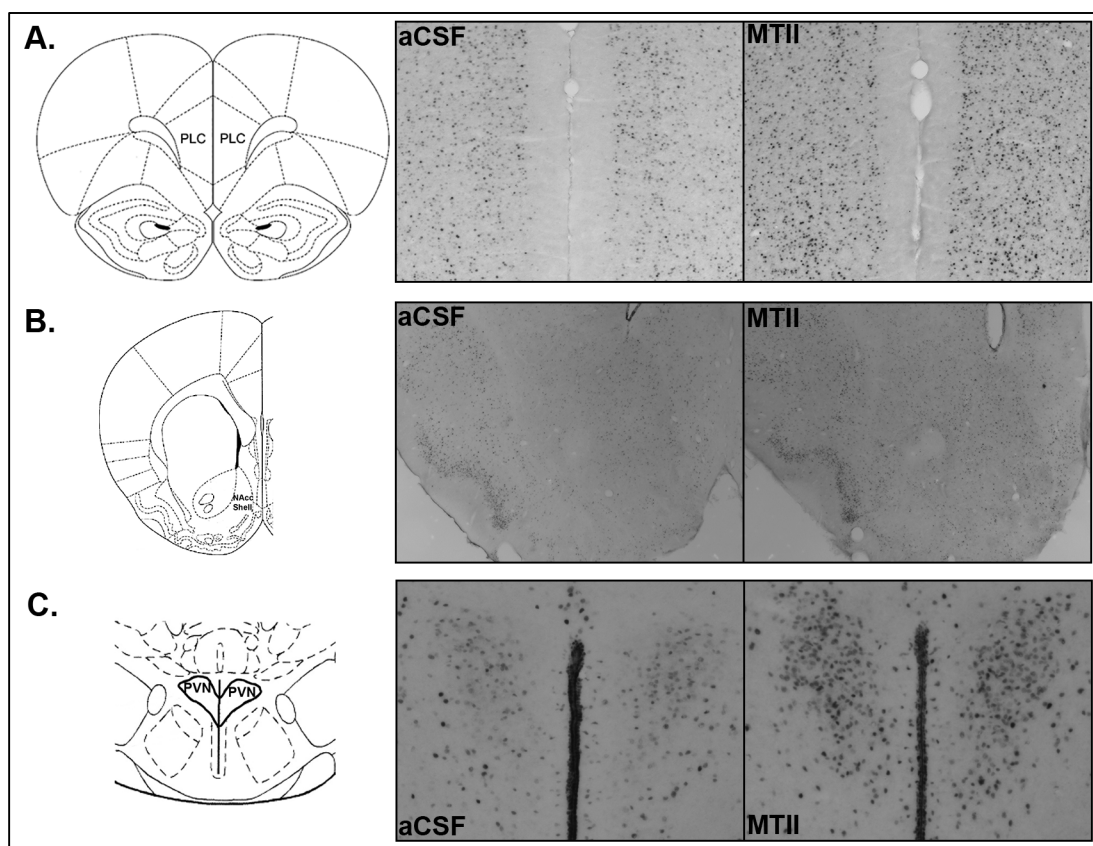 A.
PLC PLC
aCSF
MTII
B.
NAcc
Shell
aCSF
MTII
C.
PVN PVN
aCSF
MTII